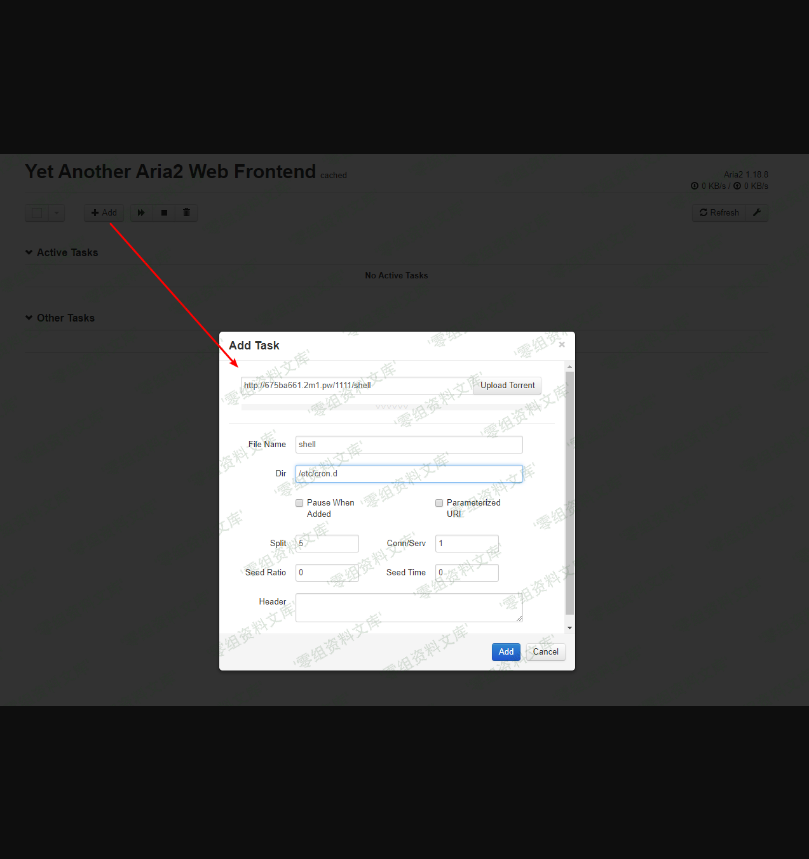 Yet Another Aria2 Web Frontend cached
Aria2 1.18.8
0 KB/s / 0 KB/s
Add
Refresh
Active Tasks
No Active Tasks
Other Tasks
Add Task
×
http://675ba661.2m1.pw/1111/shell
Upload Torrent
File Name
shell
Dir
/etc/cron.d
Pause When
Added
Parameterized
URI
Split
5
Conn/Serv
1
Seed Ratio
0
Seed Time
0
Header
Add
Cancel
零组资料文库